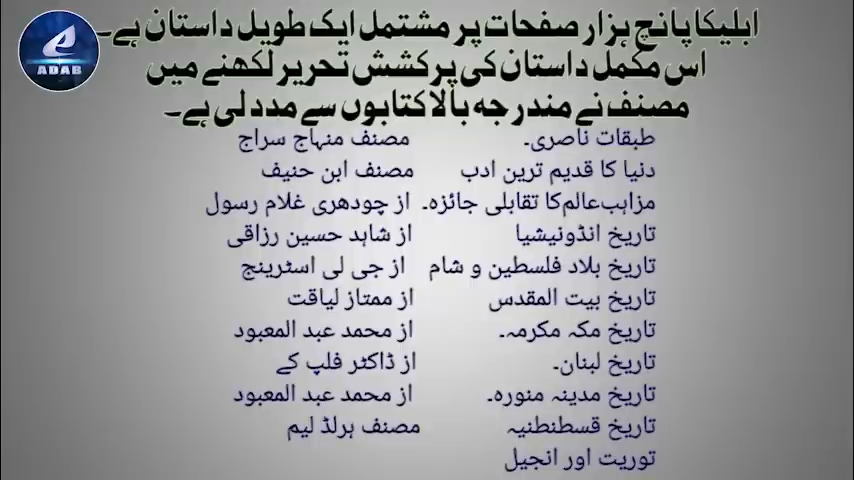 e
ADAB
ابلیکا پانچ ہزار صفحات پر مشتمل ایک طویل داستان ہے۔
اس مکمل داستان کی پر کشش تحریر لکھنے میں
مصنف نے مندرجہ بالا کتابوں سے مدد لی ہے۔
طبقات ناصری۔ مصنف منہاج سراج
دنیا کا قدیم ترین ادب مصنف ابن حنیف
مزاہب عالم کا تقابلی جائزہ۔ از چودھری غلام رسول
تاریخ انڈونیشیا از شاہد حسین رزاقی
تاریخ بلاد فلسطین و شام از جی لی اسٹرینج
تاریخ بیت المقدس از ممتاز لیاقت
تاریخ مکہ مکرمہ۔ از محمد عبد المعبود
تاریخ لبنان۔ از ڈاکٹر فلپ کے
تاریخ مدینہ منورہ۔ از محمد عبد المعبود
تاریخ قسطنطنیہ مصنف ہرلڈ لیم
توریت اور انجیل